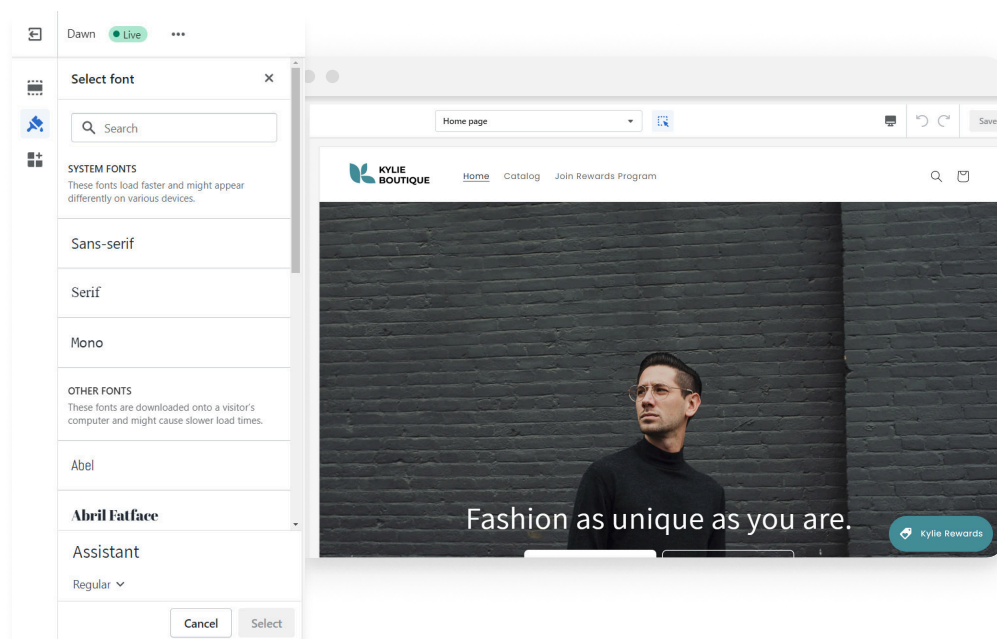 Dawn
Live
Select font
Search
SYSTEM FONTS
These fonts load faster and might appear
differently on various devices.
Sans-serif
Serif
Mono
OTHER FONTS
These fonts are downloaded onto a visitor's
computer and might cause slower load times.
Abel
Abril Fatface
Assistant
Regular
Cancel
Select
Home page
Save
KYLIE
BOUTIQUE
Home Catalog Join Rewards Program
Fashion as unique as you are.
Kylie Rewards